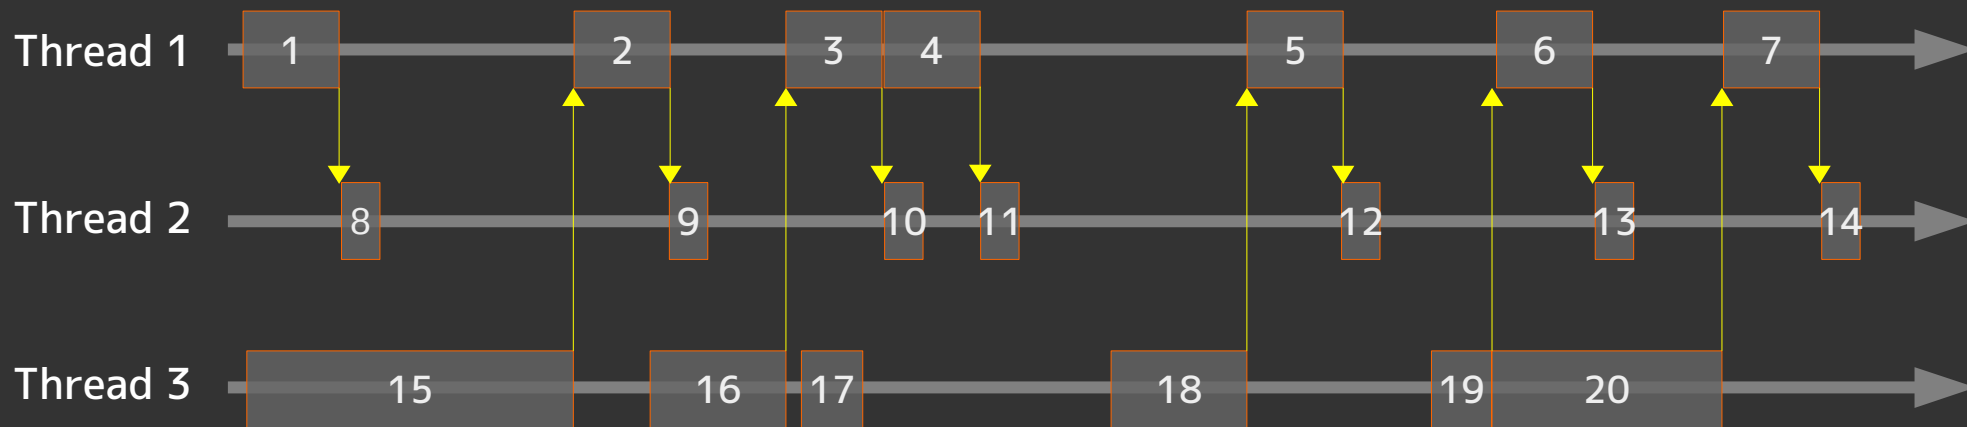 Thread 1 1 2 3 4 5 6 7
Thread 2 8 9 10 11 12 13 14
Thread 3 15 16 17 18 19 20